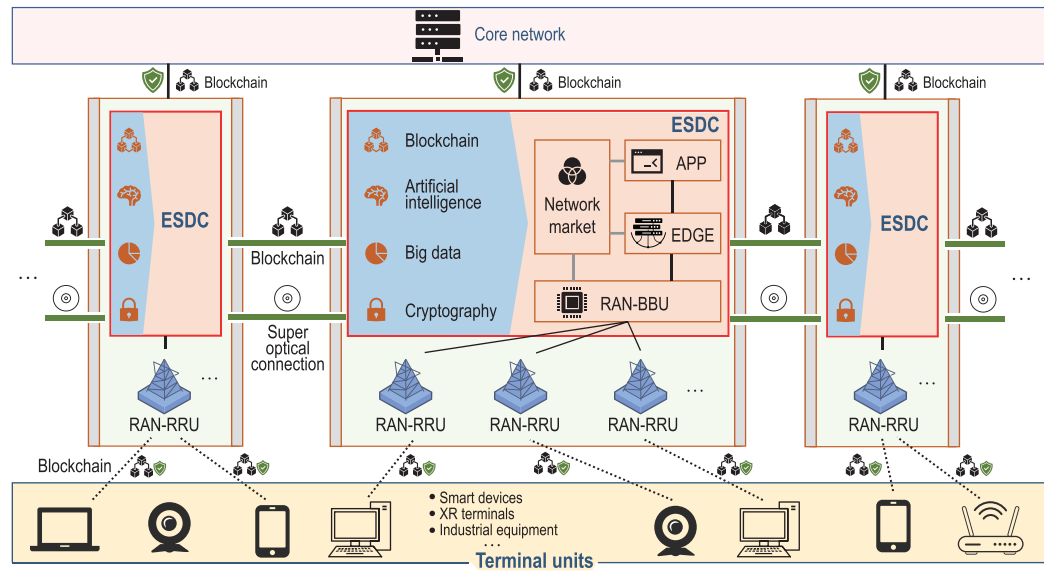 Core network
Blockchain
Blockchain
Blockchain
ESDC
Blockchain
Super
optical
connection
...
...
RAN-RRU
ESDC
Blockchain
Artificial
intelligence
Big data
Cryptography
Network
market
APP
EDGE
RAN-BBU
RAN-RRU
RAN-RRU
RAN-RRU
...
ESDC
...
...
RAN-RRU
Blockchain
• Smart devices
• XR terminals
• Industrial equipment
...
Terminal units